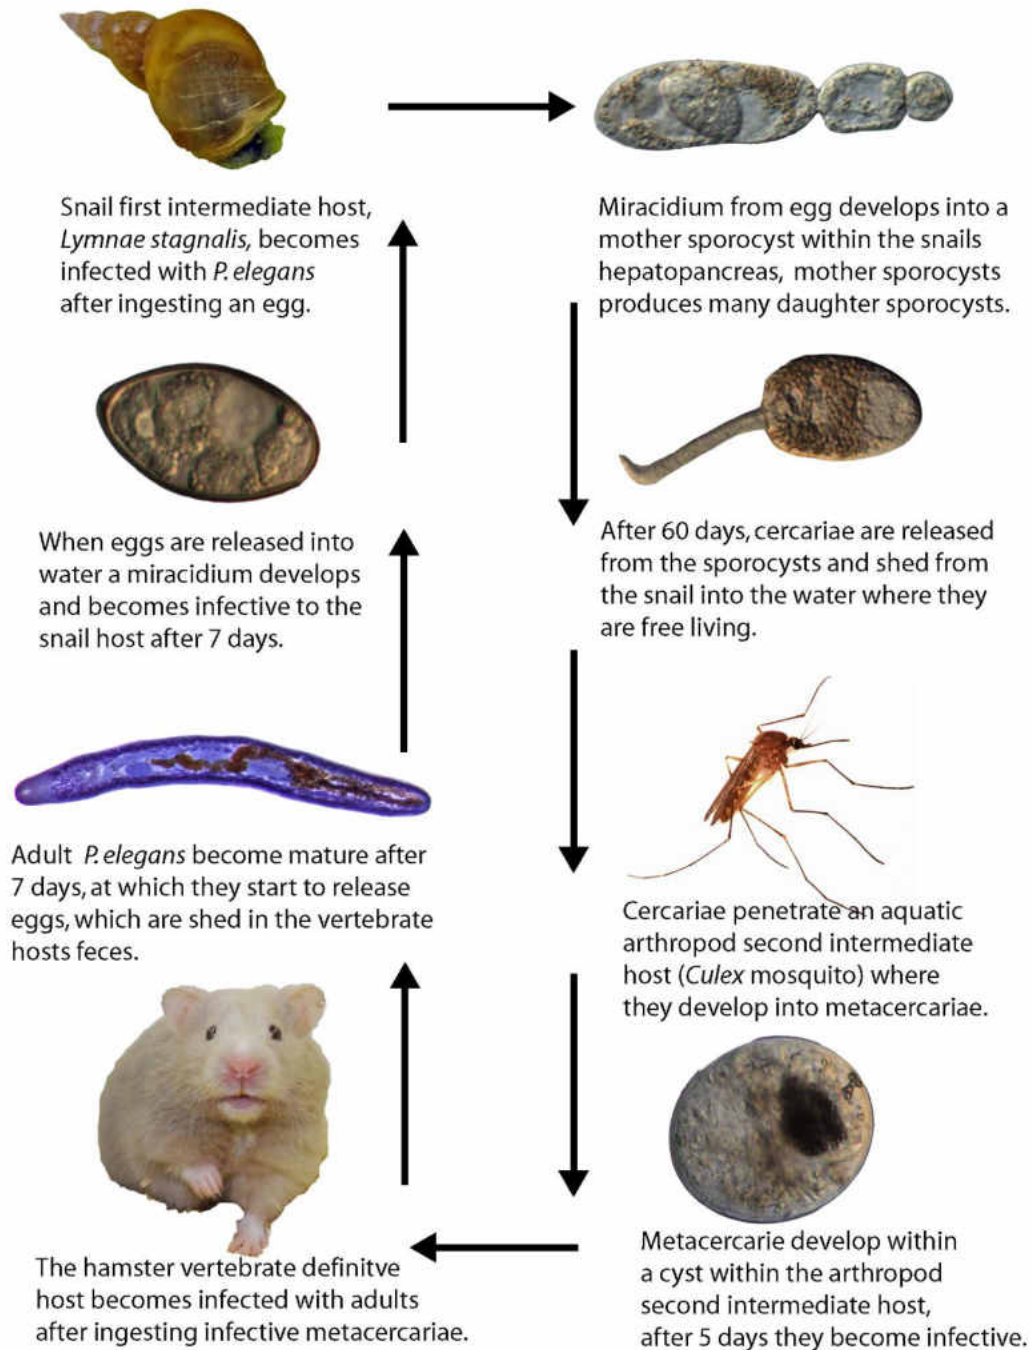 Snail first intermediate host,
Lymnae stagnalis, becomes
infected with P. elegans
after ingesting an egg.
Miracidium from egg develops into a
mother sporocyst within the snails
hepatopancreas, mother sporocysts
produces many daughter sporocysts.
After 60 days, cercariae are released
from the sporocysts and shed from
the snail into the water where they
are free living.
Cercariae penetrate an aquatic
arthropod second intermediate
host (Culex mosquito) where
they develop into metacercariae.
Metacercarie develop within
a cyst within the arthropod
second intermediate host,
after 5 days they become infective.
The hamster vertebrate definitve
host becomes infected with adults
after ingesting infective metacercariae.
Adult P. elegans become mature after
7 days, at which they start to release
eggs, which are shed in the vertebrate
hosts feces.
When eggs are released into
water a miracidium develops
and becomes infective to the
snail host after 7 days.